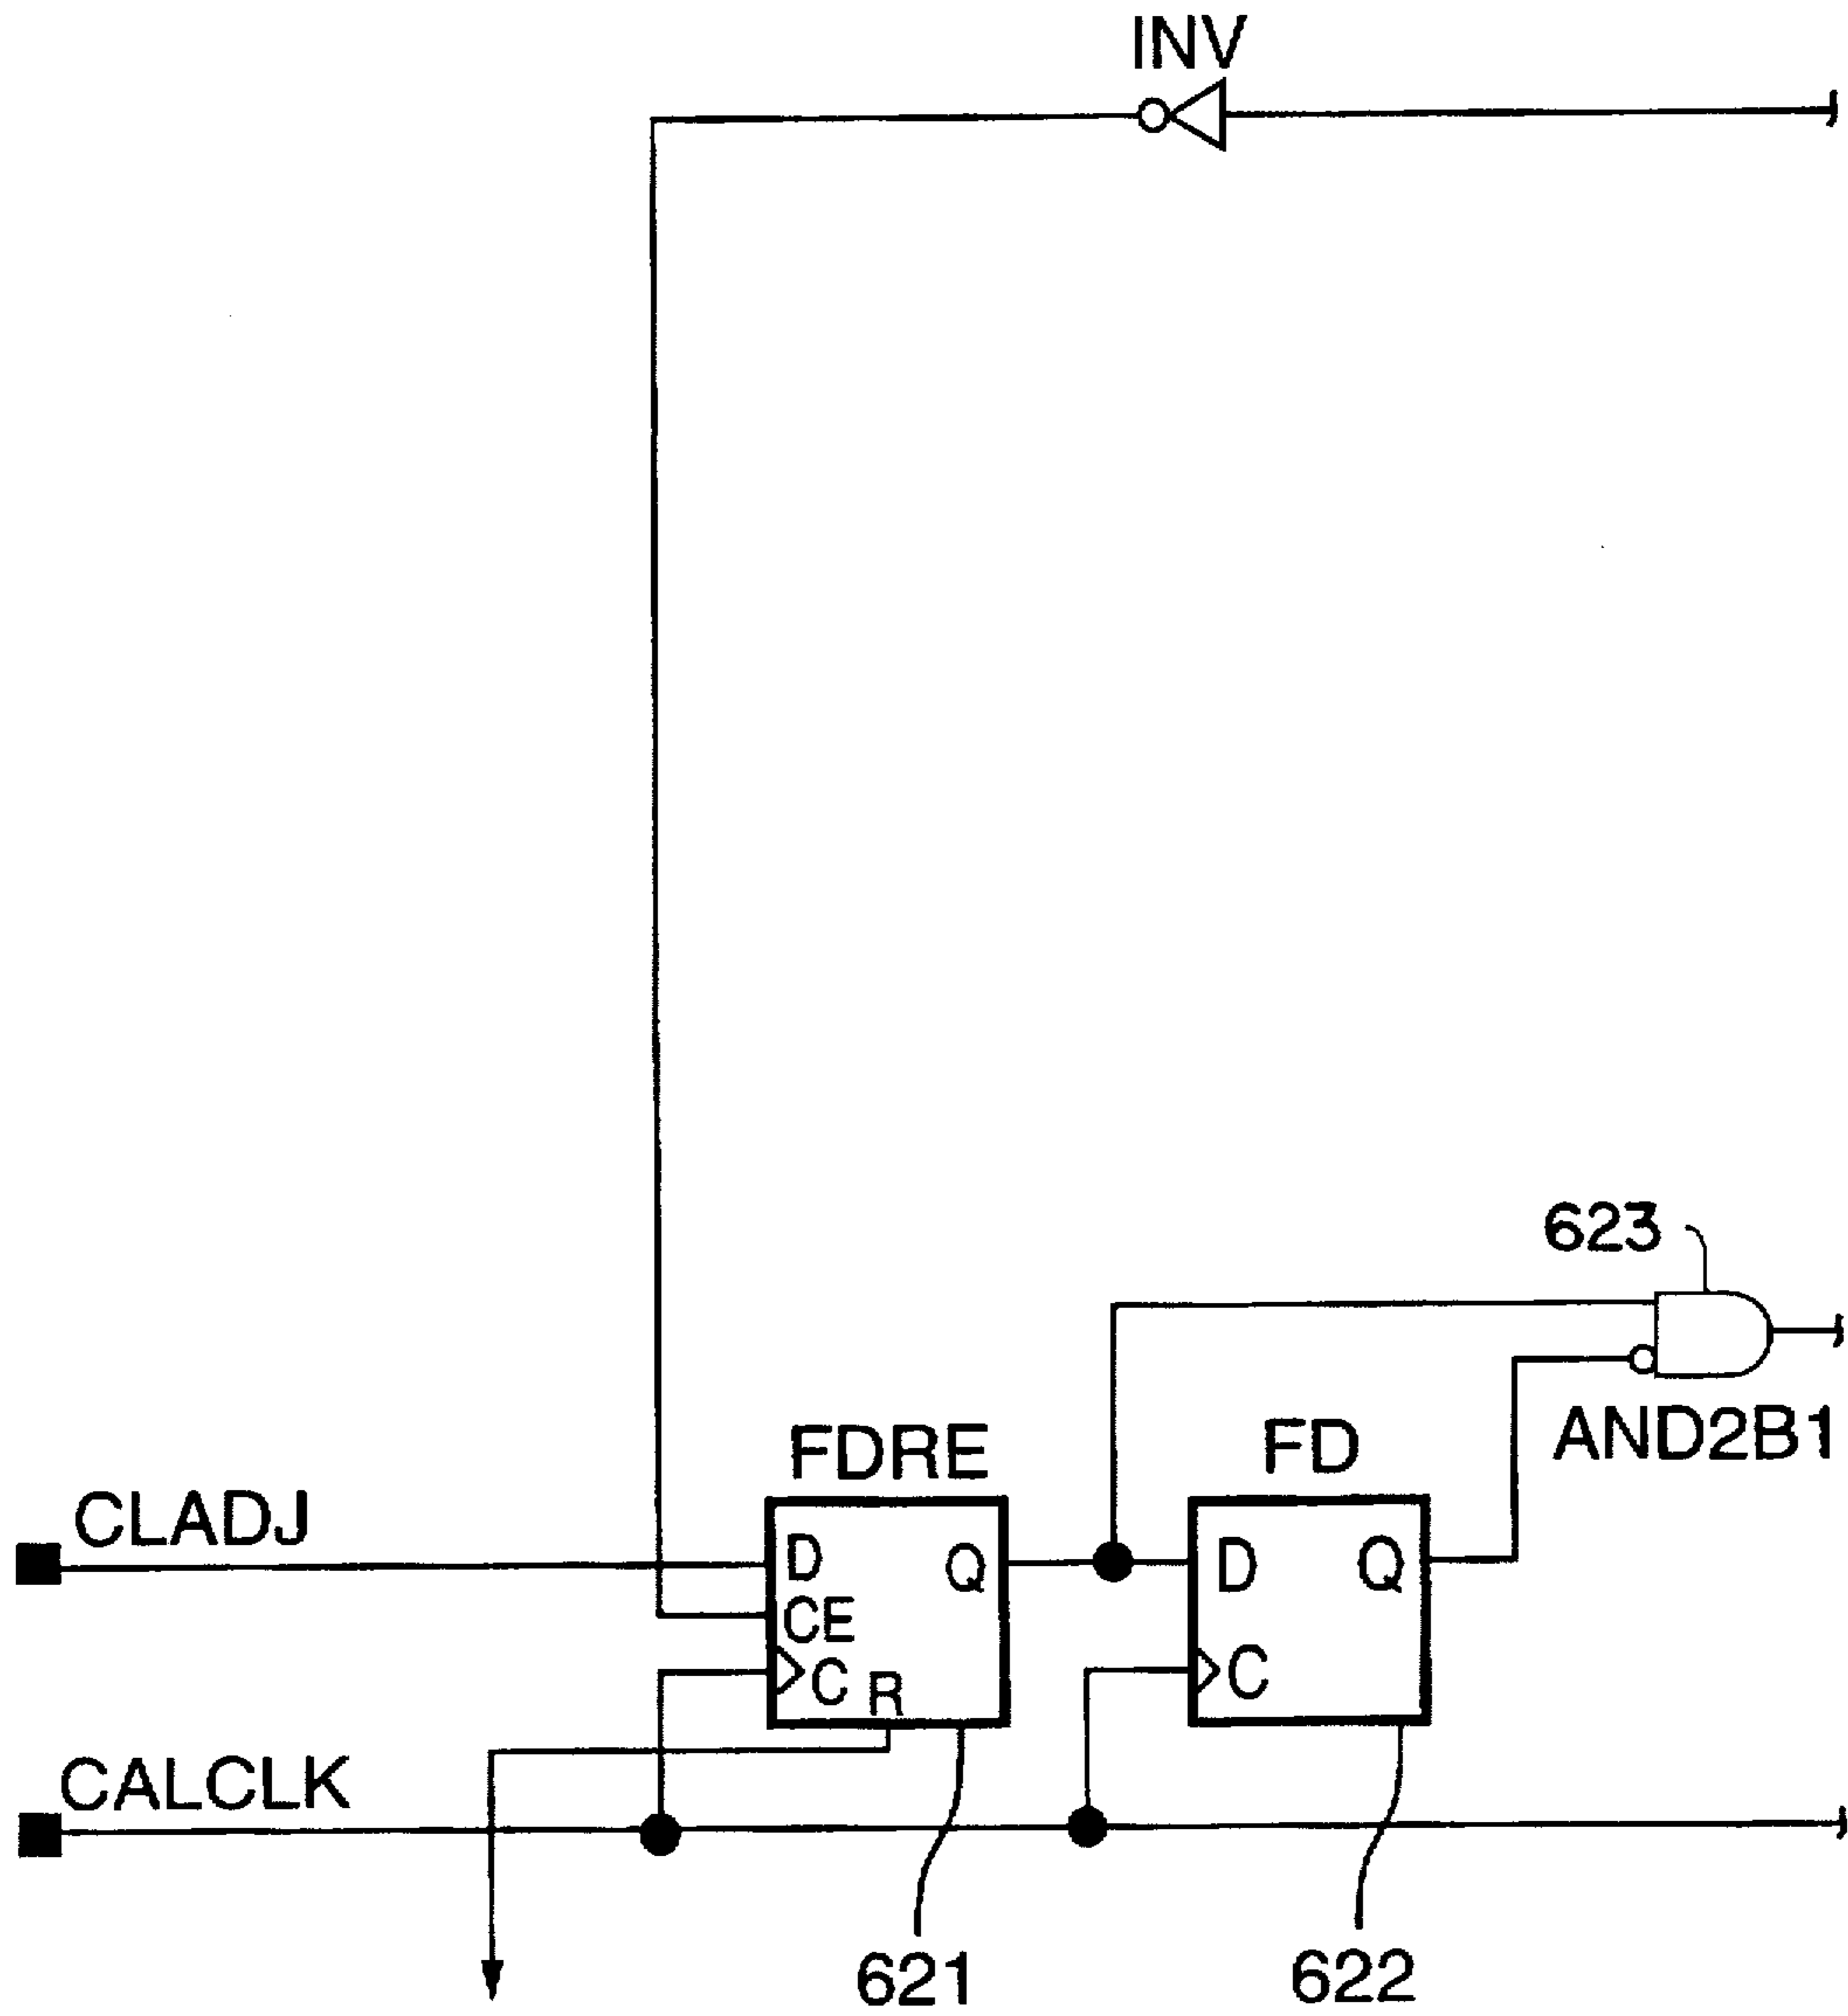 INV
623
AND2B1
FDRE
FD
CLADJ
D
Q
D
Q
CE
C
R
C
CALCLK
621
622